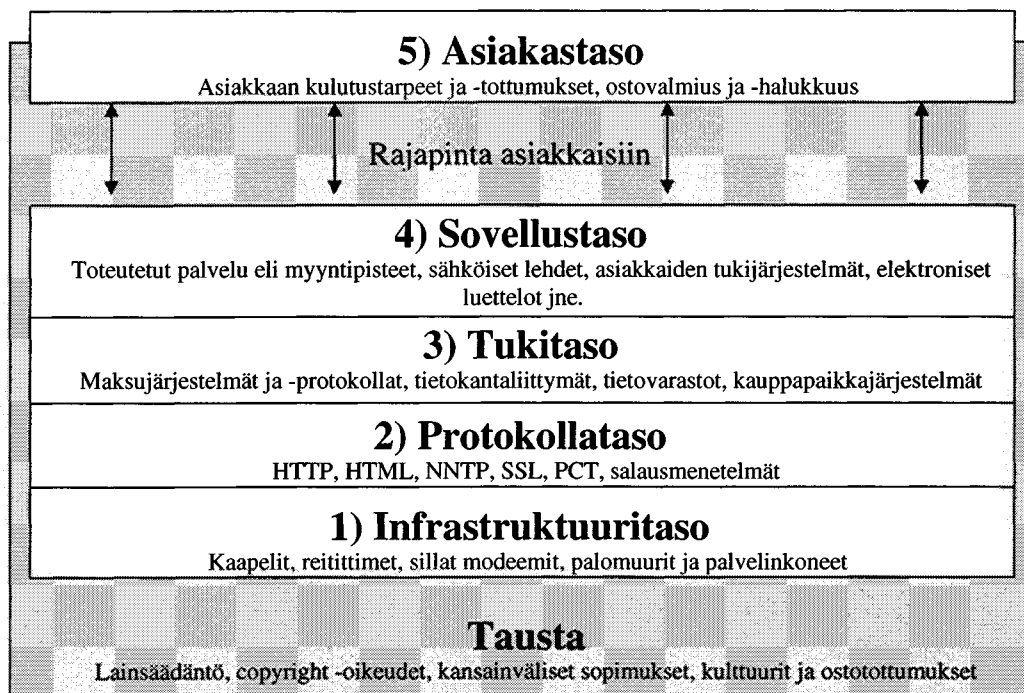 5) Asiakastaso
Asiakkaan kulutustarpeet ja -tottumukset, ostovalmius ja -halukkuus
Rajapinta asiakkaisiin
4) Sovellustaso
Toteutetut palvelu eli myyntipisteet, sähköiset lehdet, asiakkaiden tukijärjestelmät, elektroniset
luettelot jne.
3) Tukitaso
Maksujärjestelmät ja -protokollat, tietokantaliittymät, tietovarastot, kauppapaikkajärjestelmät
2) Protokollataso
HTTP, HTML, NNTP, SSL, PCT, salausmenetelmät
1) Infrastruktuuritaso
Kaapelit, reitittimet, sillat modeemit, palomuurit ja palvelinkoneet
Tausta
Lainsäädäntö, copyright -oikeudet, kansainväliset sopimukset, kulttuurit ja ostotottumukset